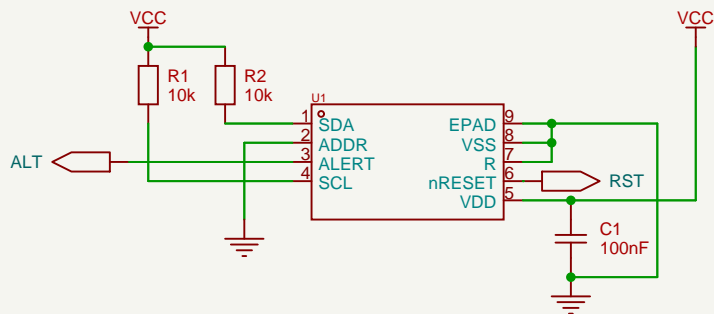 VCC
VCC
R1
10k
R2
10k
U1
1
SDA
2
ADDR
3
ALERT
4
SCL
EPAD
9
VSS
8
R
7
nRESET
6
VDD
5
ALT
RST
C1
100nF